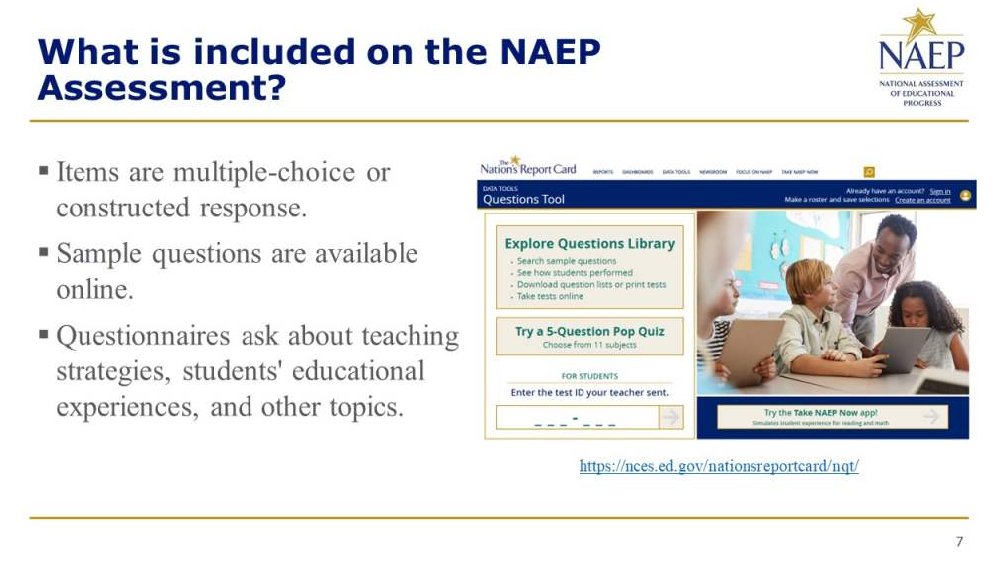 What is included on the NAEP
Assessment?
NAEP
NATIONAL ASSESSMENT
OF EDUCATIONAL
PROGRESS
▪ Items are multiple-choice or
constructed response.
▪ Sample questions are available
online.
▪ Questionnaires ask about teaching
strategies, students' educational
experiences, and other topics.
The
Nation's Report Card
REPORTS DASHBOARDS DATA TOOLS NEWSROOM FOCUS ON NAEP TAKE NAEP NOW
DATA TOOLS
Questions Tool
Already have an account? Sign in
Make a roster and save selections Create an account
Explore Questions Library
• Search sample questions
• See how students performed
• Download question lists or print tests
• Take tests online
Try a 5-Question Pop Quiz
Choose from 11 subjects
FOR STUDENTS
Enter the test ID your teacher sent.
_ _ _ - _ _ _
Try the Take NAEP Now app!
Simulates student experience for reading and math
https://nces.ed.gov/nationsreportcard/nqt/
7